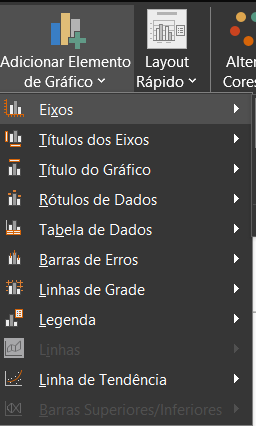 Adicionar Elemento
de Gráfico
Layout
Rápido
Alter
Cores
Eixos
Títulos dos Eixos
Título do Gráfico
Rótulos de Dados
Tabela de Dados
Barras de Erros
Linhas de Grade
Legenda
Linhas
Linha de Tendência
Barras Superiores/Inferiores